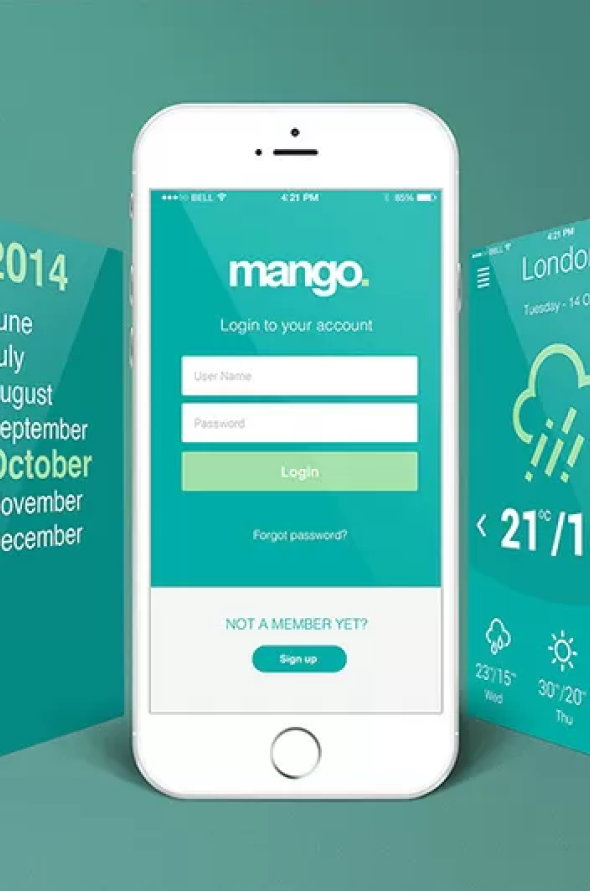 2014
une
uly
ugust
eptember
October
ovember
ecember
BELL
4:21 PM
85%
mango.
Login to your account
User Name
Password
Login
Forgot password?
NOT A MEMBER YET?
Sign up
BELL
4:21 PM
Londo
Tuesday - 14 O
21°C/1
23°/15°
Wed
30°/20°
Thu